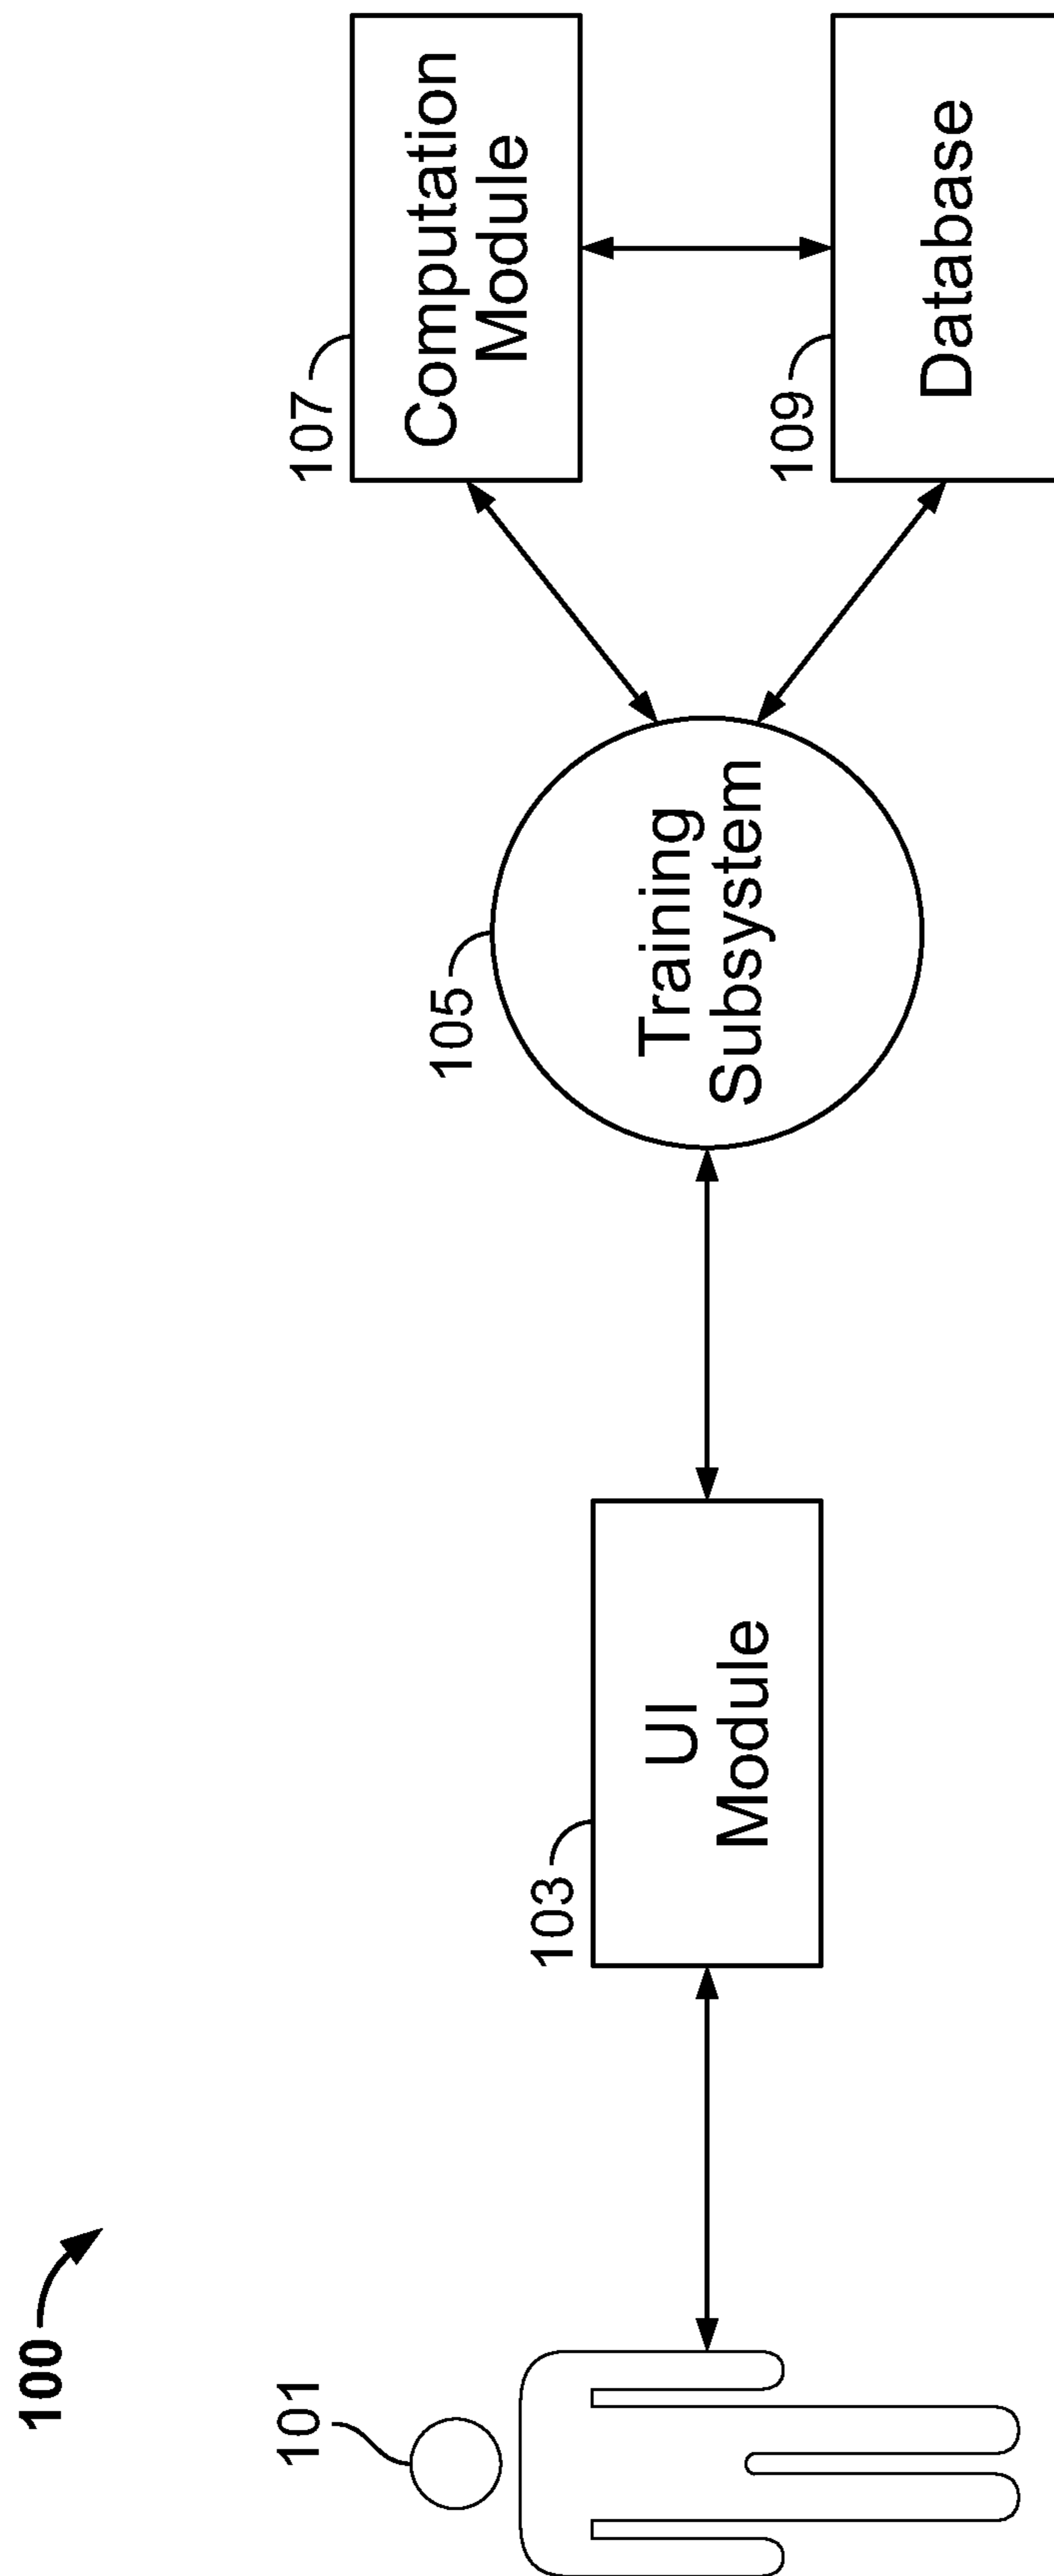 100
101
103
UI
Module
105
Training
Subsystem
107
Computation
Module
109
Database